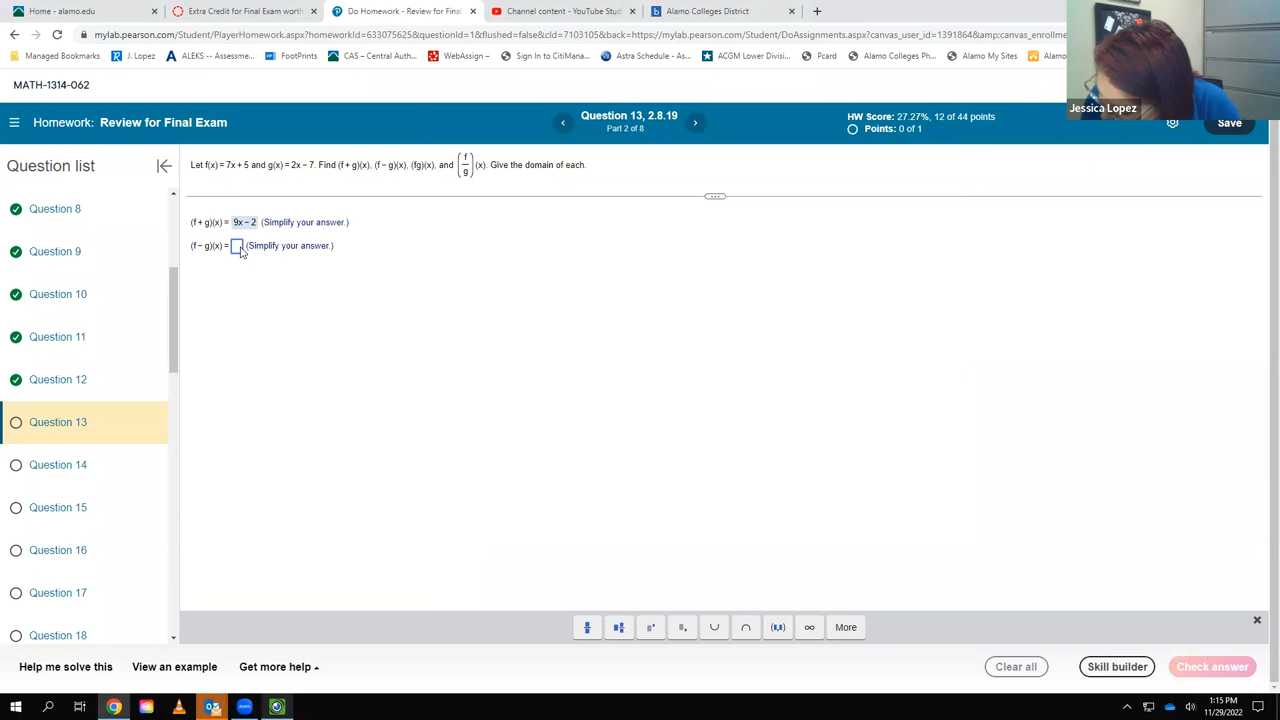 Home - alamo.edu
Extra Credit for Final Exam worth
Do Homework - Review for Final
Channel content - YouTube Stud
Alamo Colleges District
mylab.pearson.com/Student/PlayerHomework.aspx?homeworkId=633075625&questionId=1&flushed=false&cId=7103105&back=https://mylab.pearson.com/Student/DoAssignments.aspx?canvas_user_id=1391864&amp;canvas_enrollme
Managed Bookmarks
J. Lopez
ALEKS -- Assessme...
FootPrints
CAS – Central Auth...
WebAssign –
Sign In to CitiMana...
Astra Schedule - As...
ACGM Lower Divisi...
Pcard
Alamo Colleges Ph...
Alamo My Sites
Alamo
Jessica Lopez
MATH-1314-062
Homework: Review for Final Exam
Question 13, 2.8.19
Part 2 of 8
HW Score: 27.27%, 12 of 44 points
Points: 0 of 1
Save
Question list
Question 8
Question 9
Question 10
Question 11
Question 12
Question 13
Question 14
Question 15
Question 16
Question 17
Question 18
Let f(x) = 7x + 5 and g(x) = 2x − 7. Find (f + g)(x), (f − g)(x), (fg)(x), and (f/g)(x). Give the domain of each.
(f + g)(x) = 9x − 2 (Simplify your answer.)
(f − g)(x) = (Simplify your answer.)
More
Help me solve this
View an example
Get more help
Clear all
Skill builder
Check answer
1:15 PM
11/29/2022